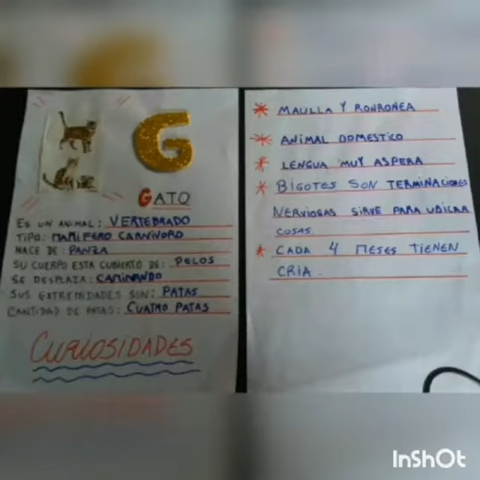 G
GATO
ES UN ANIMAL: VERTEBRADO
TIPO: MAMIFERO CARNIVORO
NACE DE: PANZA
SU CUERPO ESTA CUBIERTO DE: PELOS
SE DESPLAZA: CAMINANDO
SUS EXTREMIDADES SON: PATAS
CANTIDAD DE PATAS: CUATRO PATAS
CURIOSIDADES
* MAULLA Y RONRONEA
* ANIMAL DOMESTICO
* LENGUA MUY ASPERA
* BIGOTES SON TERMINACIONES
NERVIOSAS SIRVE PARA UBICAR
COSAS
* CADA 4 MESES TIENEN
CRIA.
InShOt